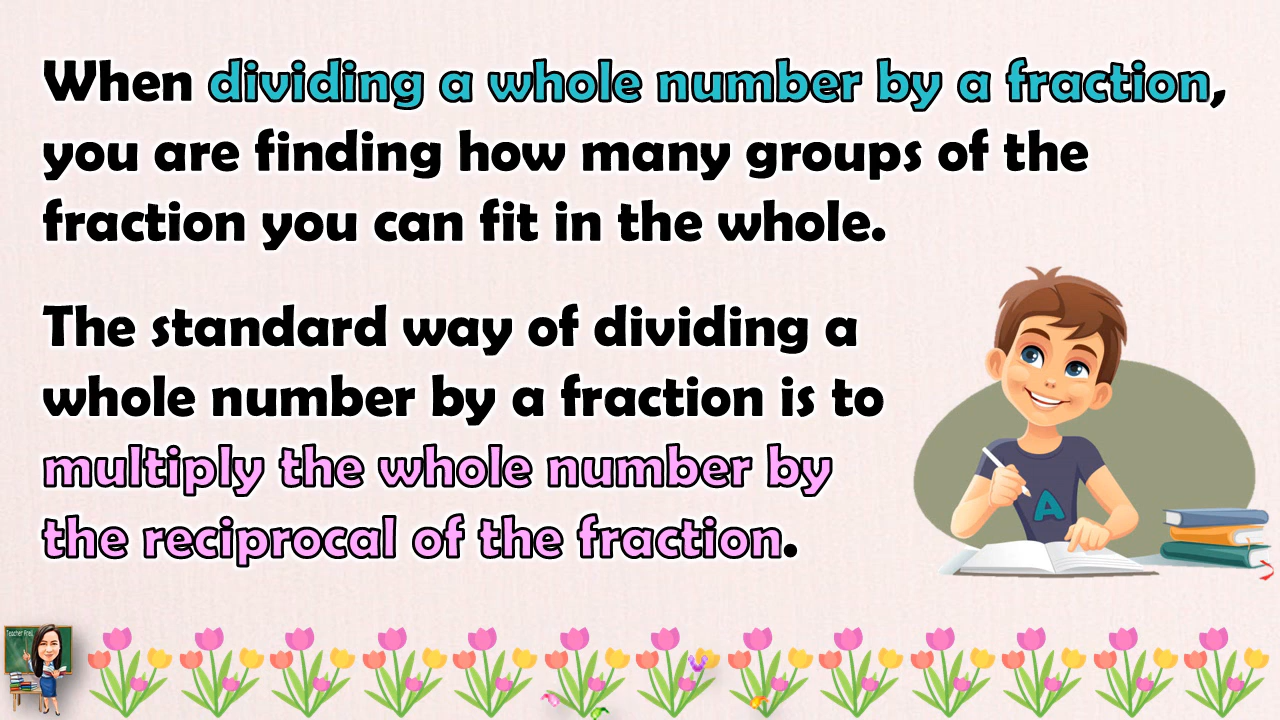 When dividing a whole number by a fraction,
you are finding how many groups of the
fraction you can fit in the whole.
The standard way of dividing a
whole number by a fraction is to
multiply the whole number by
the reciprocal of the fraction.
A